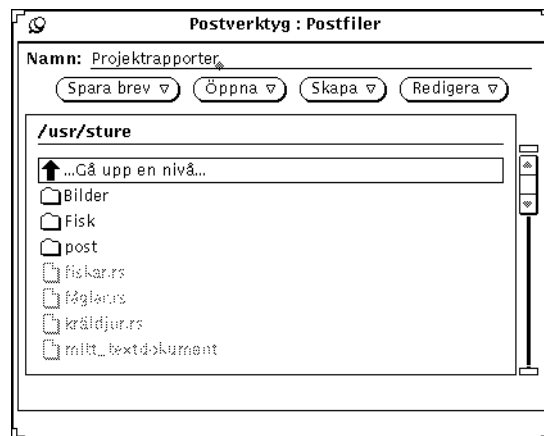 Postverktyg : Postfiler
Namn: Projektrapporter
Spara brev Öppna Skapa Redigera
/usr/sture
...Gå upp en nivå...
Bilder
Fisk
post
fiskar.rs
fåglar.rs
kräldjur.rs
mitt_textdokument